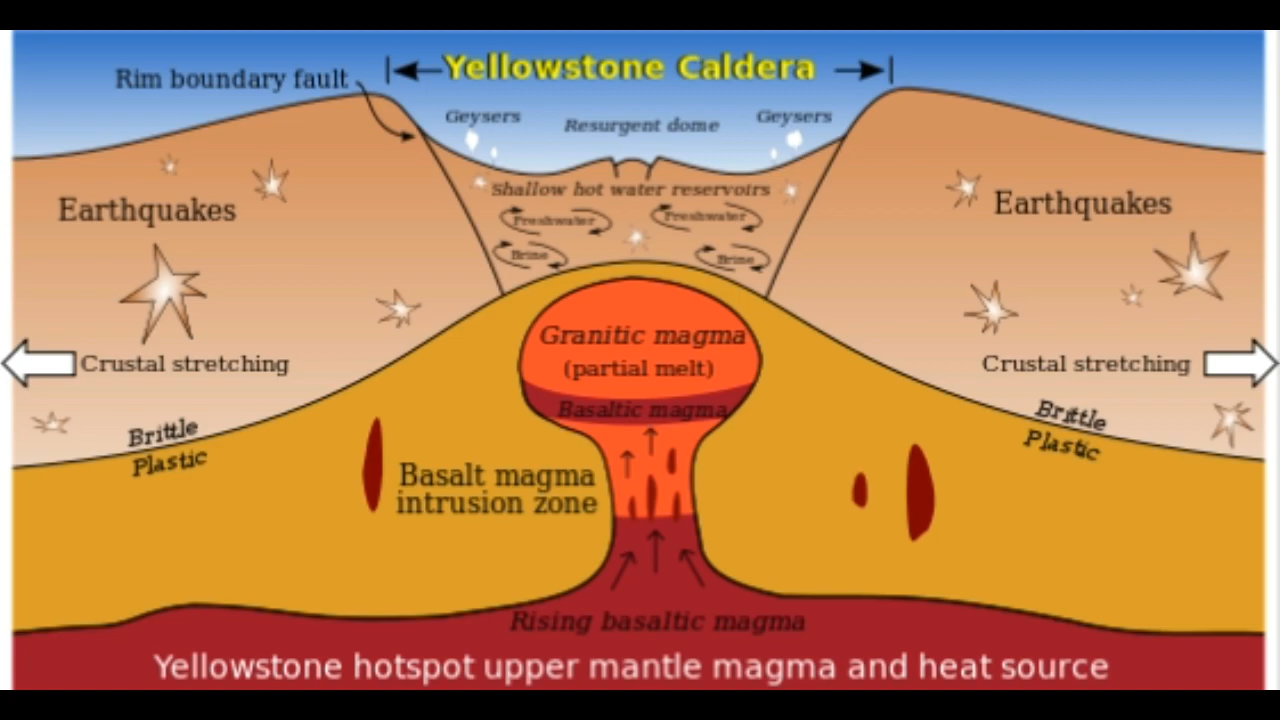 Yellowstone Caldera
Rim boundary fault
Geysers
Geysers
Resurgent dome
Shallow hot water reservoirs
Freshwater
Freshwater
Brine
Brine
Earthquakes
Earthquakes
Granitic magma
(partial melt)
Crustal stretching
Crustal stretching
Basaltic magma
Brittle
Plastic
Brittle
Plastic
Basalt magma
intrusion zone
Rising basaltic magma
Yellowstone hotspot upper mantle magma and heat source